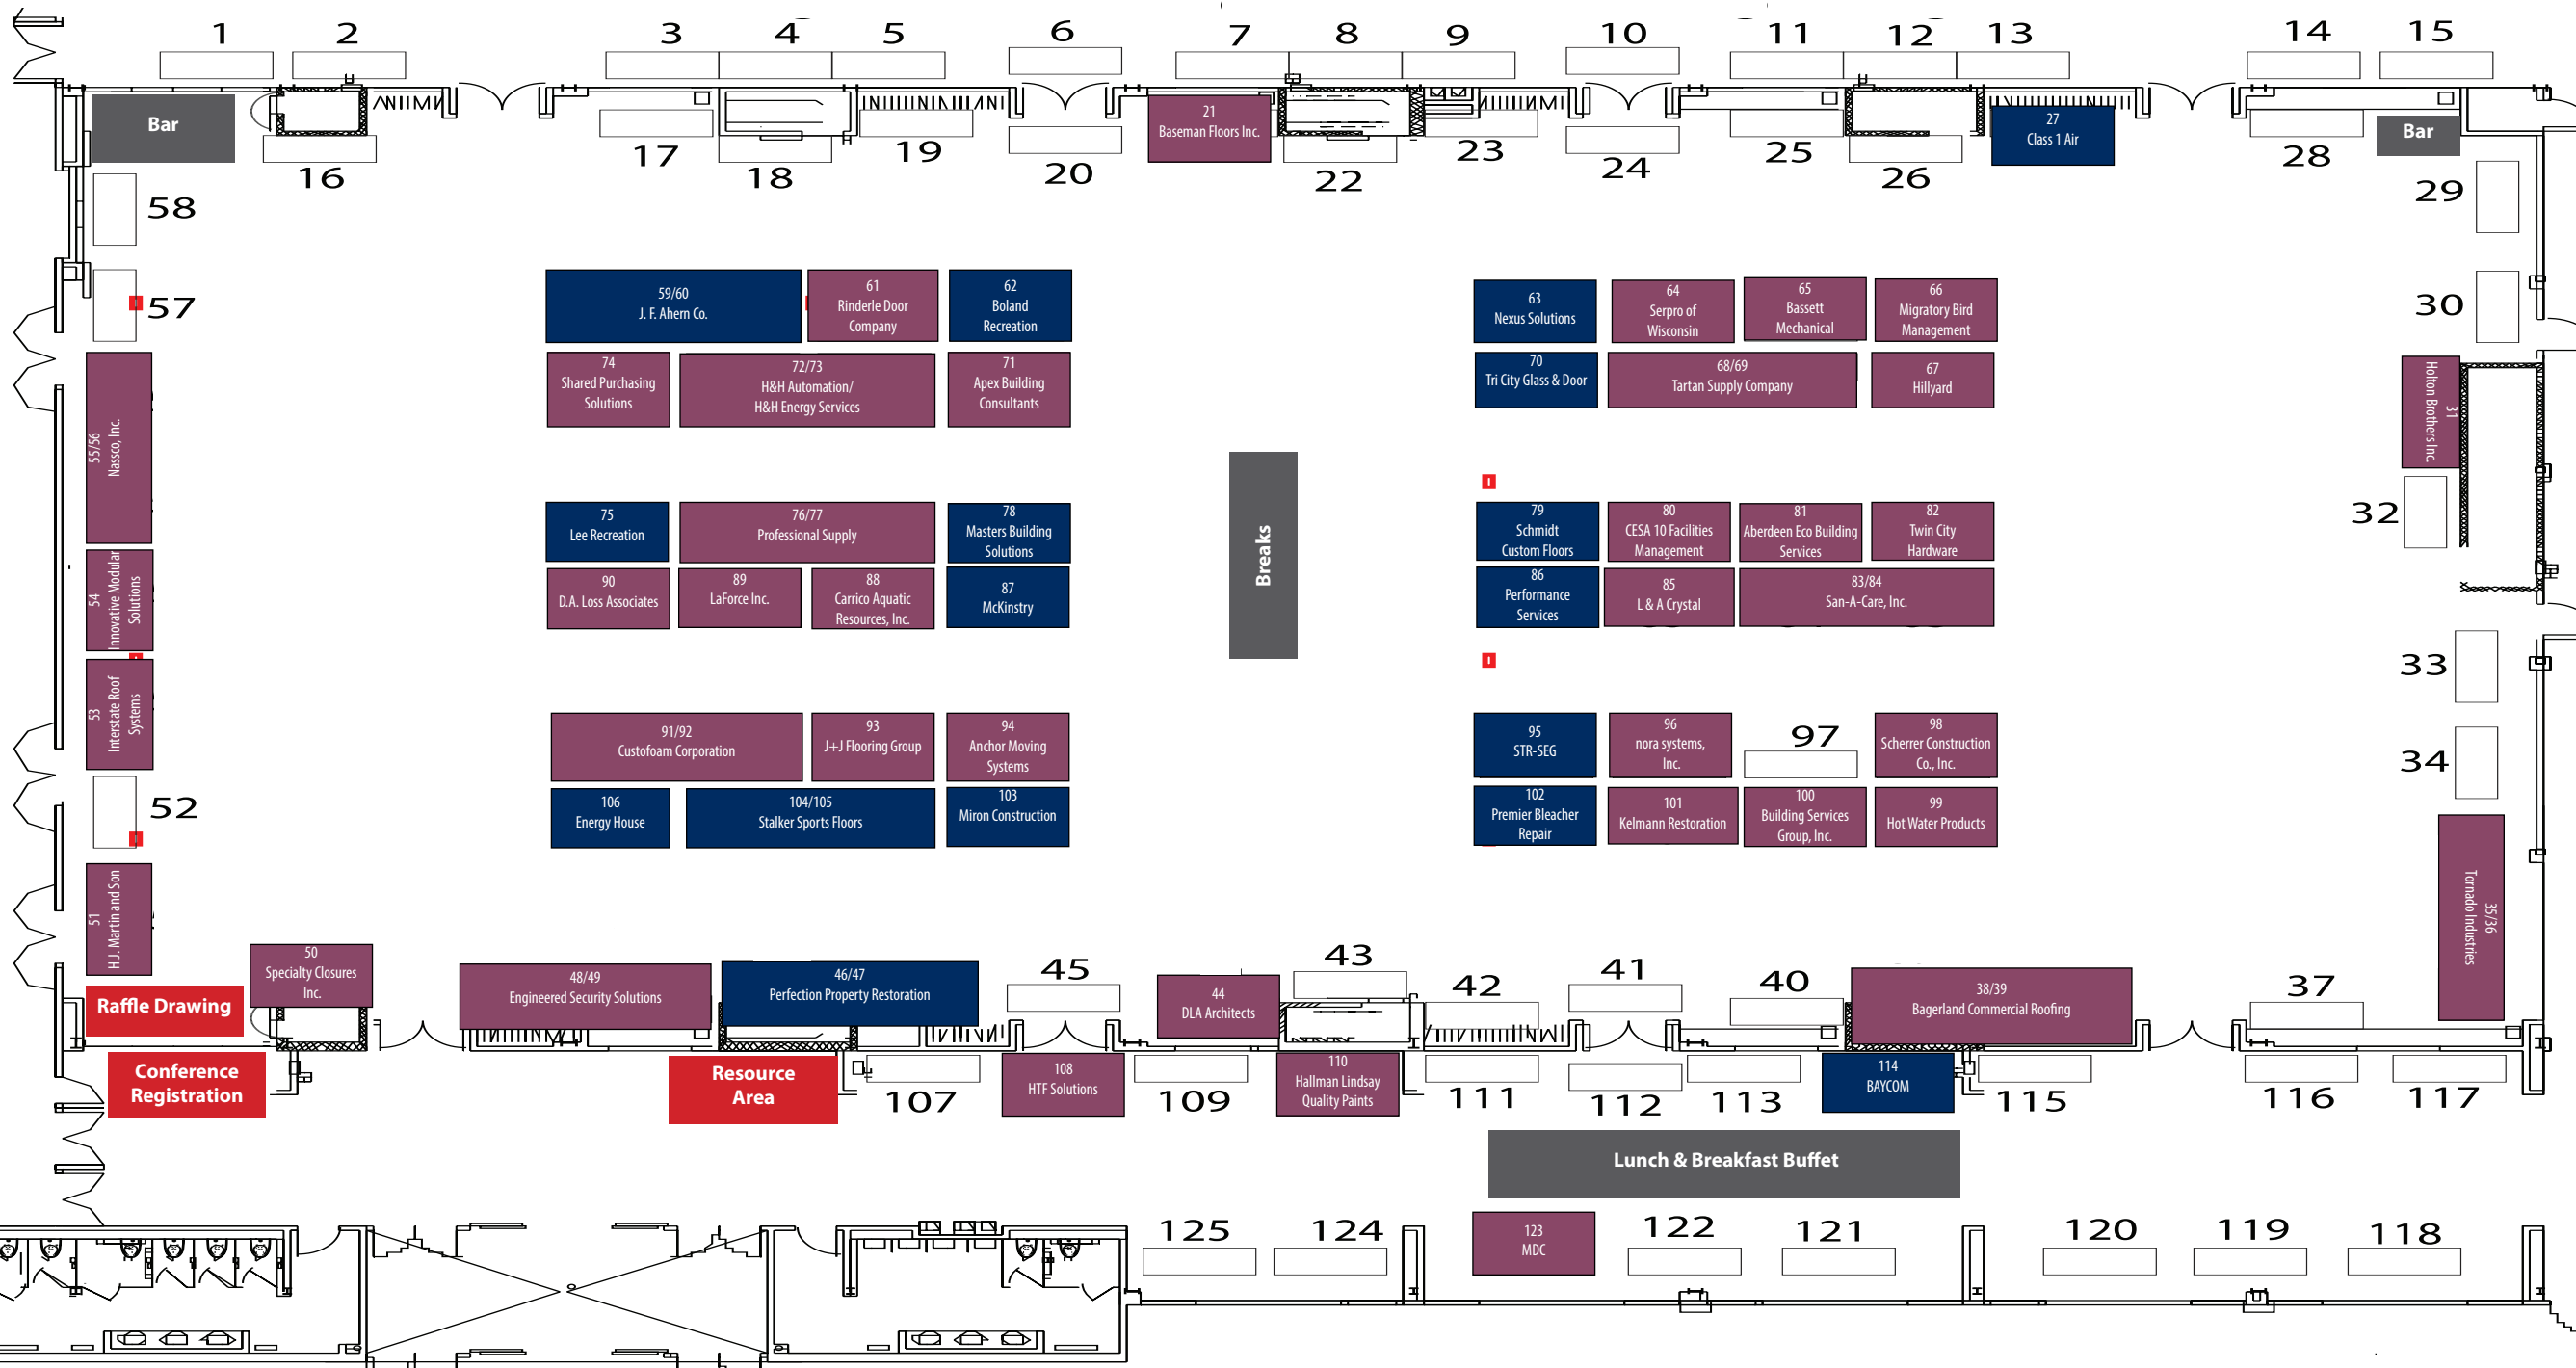 1
2
3
4
5
6
7
8
9
10
11
12
13
14
15
Bar
16
17
18
19
20
21
Baseman Floors Inc.
22
23
24
25
26
27
Class 1 Air
28
Bar
29
58
57
30
59/60
J. F. Ahern Co.
61
Rinderle Door
Company
62
Boland
Recreation
63
Nexus Solutions
64
Serpro of
Wisconsin
65
Bassett
Mechanical
66
Migratory Bird
Management
74
Shared Purchasing
Solutions
72/73
H&H Automation/
H&H Energy Services
71
Apex Building
Consultants
70
Tri City Glass & Door
68/69
Tartan Supply Company
67
Hillyard
55/56
Nassco, Inc.
31
Holton Brothers Inc.
32
75
Lee Recreation
76/77
Professional Supply
78
Masters Building
Solutions
Breaks
79
Schmidt
Custom Floors
80
CESA 10 Facilities
Management
81
Aberdeen Eco Building
Services
82
Twin City
Hardware
90
D.A. Loss Associates
89
LaForce Inc.
88
Carrico Aquatic
Resources, Inc.
87
McKinstry
86
Performance
Services
85
L & A Crystal
83/84
San-A-Care, Inc.
54
Innovative Modular
Solutions
53
Interstate Roof
Systems
33
34
52
91/92
Custofoam Corporation
93
J+J Flooring Group
94
Anchor Moving
Systems
95
STR-SEG
96
nora systems,
Inc.
97
98
Scherrer Construction
Co., Inc.
106
Energy House
104/105
Stalker Sports Floors
103
Miron Construction
102
Premier Bleacher
Repair
101
Kelmann Restoration
100
Building Services
Group, Inc.
99
Hot Water Products
51
H.J. Martin and Son
35/36
Tornado Industries
50
Specialty Closures
Inc.
48/49
Engineered Security Solutions
46/47
Perfection Property Restoration
45
44
DLA Architects
43
42
41
40
38/39
Bagerland Commercial Roofing
37
Raffle Drawing
Conference
Registration
Resource
Area
107
108
HTF Solutions
109
110
Hallman Lindsay
Quality Paints
111
112
113
114
BAYCOM
115
116
117
Lunch & Breakfast Buffet
125
124
123
MDC
122
121
120
119
118